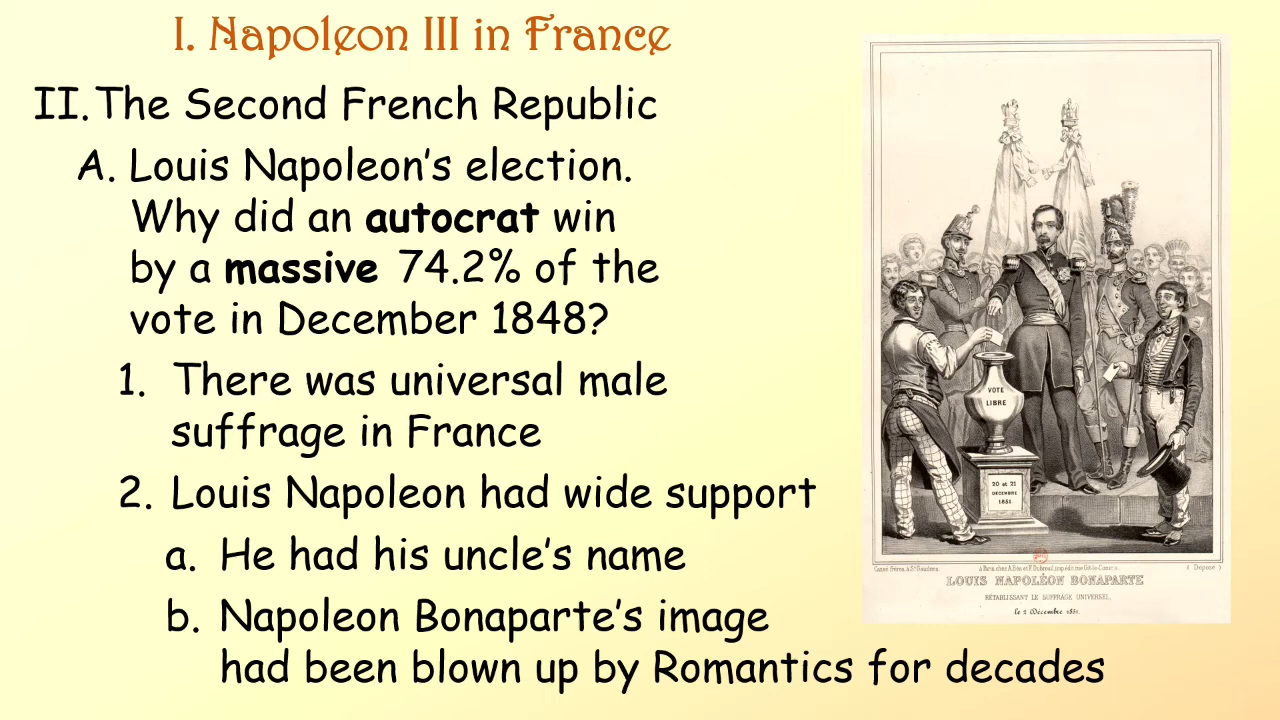 I. Napoleon III in France
II. The Second French Republic
A. Louis Napoleon's election.
Why did an autocrat win
by a massive 74.2% of the
vote in December 1848?
1. There was universal male
suffrage in France
2. Louis Napoleon had wide support
a. He had his uncle's name
b. Napoleon Bonaparte's image
had been blown up by Romantics for decades
VOTE
LIBRE
20 et 21
DECEMBRE
1851
LOUIS NAPOLÉON BONAPARTE
RÉTABLISSANT LE SUFFRAGE UNIVERSEL,
le 2 Décembre 1851.